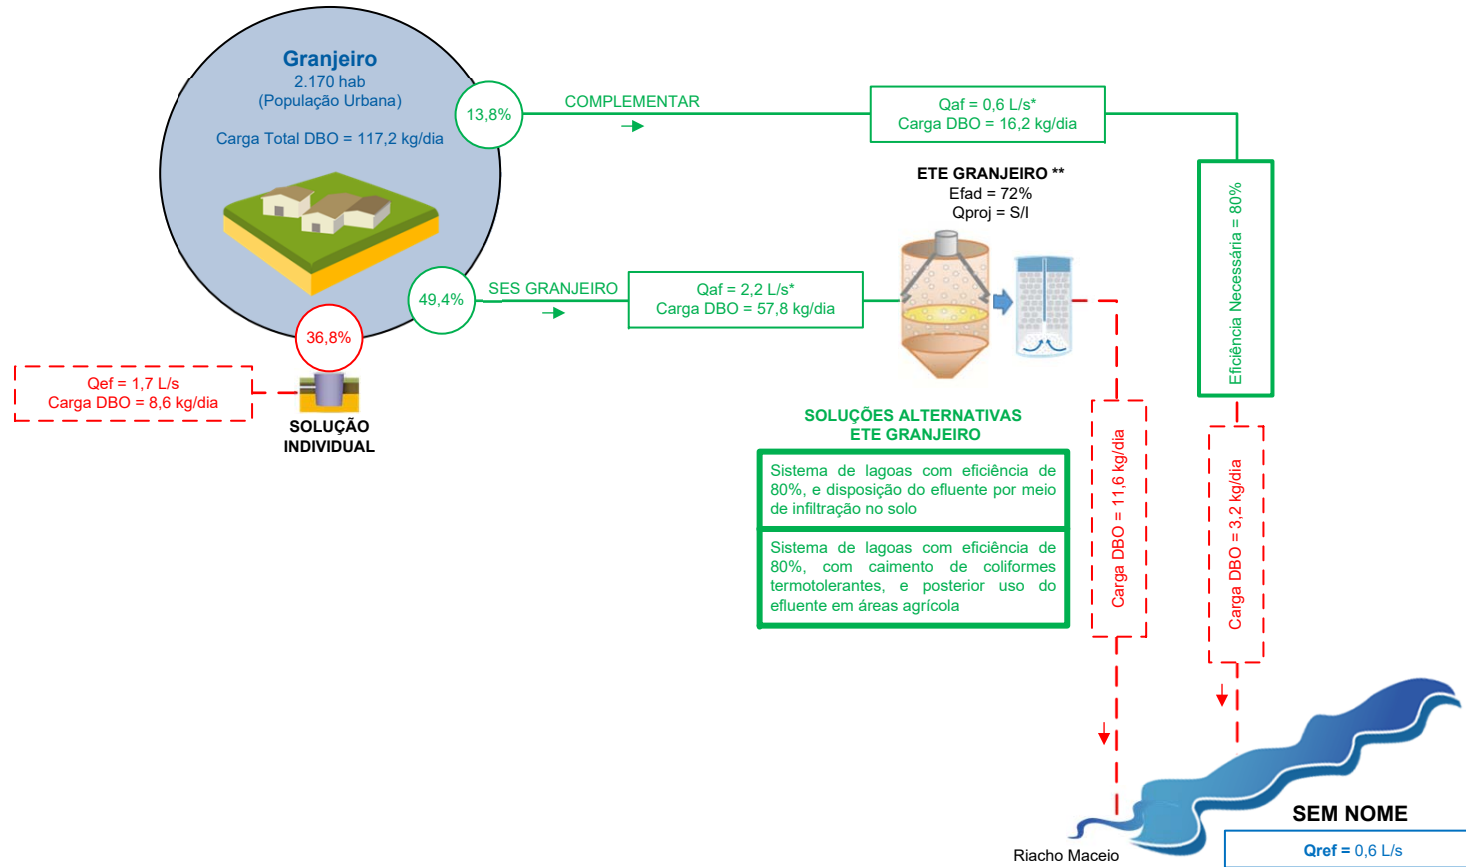 Granjeiro
2.170 hab
(População Urbana)
Carga Total DBO = 117,2 kg/dia
13,8%
COMPLEMENTAR
Qaf = 0,6 L/s*
Carga DBO = 16,2 kg/dia
ETE GRANJEIRO **
Efad = 72%
Qproj = S/I
Eficiência Necessária = 80%
49,4%
SES GRANJEIRO
Qaf = 2,2 L/s*
Carga DBO = 57,8 kg/dia
36,8%
Qef = 1,7 L/s
Carga DBO = 8,6 kg/dia
SOLUÇÃO
INDIVIDUAL
SOLUÇÕES ALTERNATIVAS
ETE GRANJEIRO
Sistema de lagoas com eficiência de
80%, e disposição do efluente por meio
de infiltração no solo
Sistema de lagoas com eficiência de
80%, com caimento de coliformes
termotolerantes, e posterior uso do
efluente em áreas agrícola
Carga DBO = 11,6 kg/dia
Carga DBO = 3,2 kg/dia
SEM NOME
Qref = 0,6 L/s
Riacho Maceio